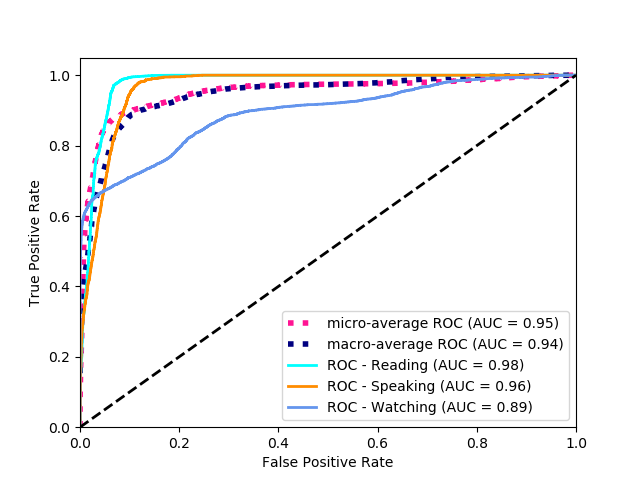 1.0
0.8
0.6
0.4
0.2
0.0
True Positive Rate
micro-average ROC (AUC = 0.95)
macro-average ROC (AUC = 0.94)
ROC - Reading (AUC = 0.98)
ROC - Speaking (AUC = 0.96)
ROC - Watching (AUC = 0.89)
0.0 0.2 0.4 0.6 0.8 1.0
False Positive Rate